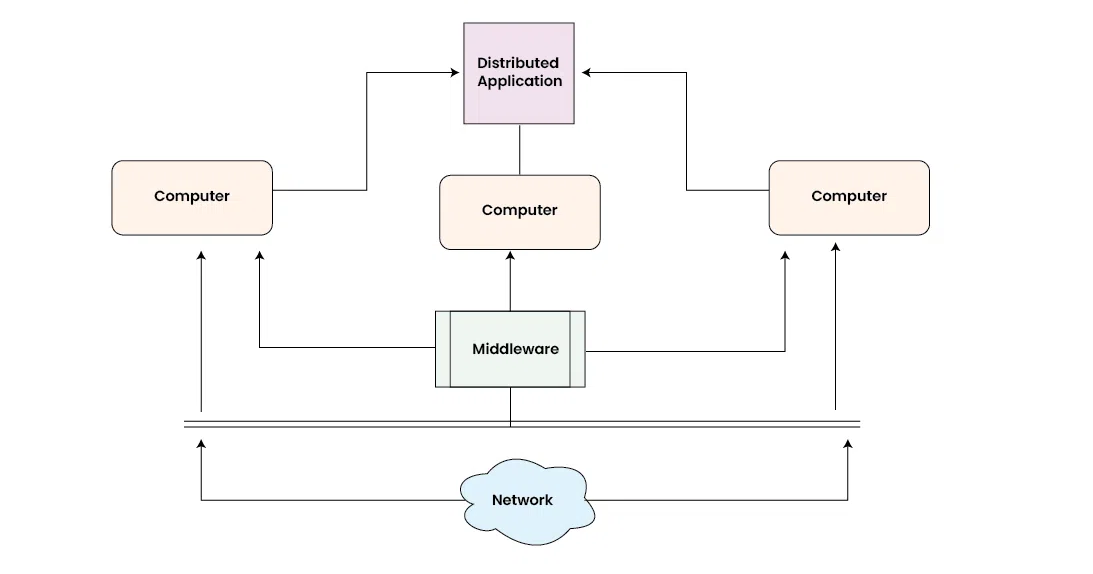 Distributed
Application
Computer
Computer
Computer
Middleware
Network